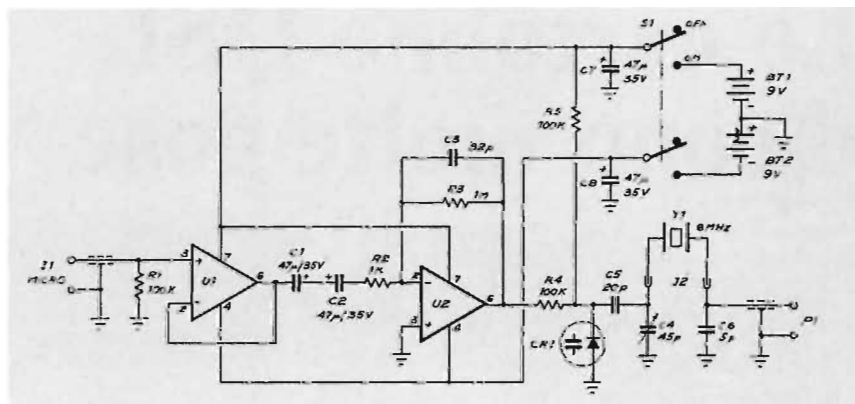 S1
OFF
ON
C7
+
47µ
35V
BT1
9V
R5
100K
C8
+
47µ
35V
BT2
9V
C3
32p
R3
1M
Y1
8MHZ
J2
J1
MICRO
R1
100K
3
2
7
4
6
U1
C1
47µ/35V
C2
47µ/35V
R2
1K
2
3
7
4
6
U2
R4
100K
C5
20p
CR1
C4
45p
C6
5p
P1